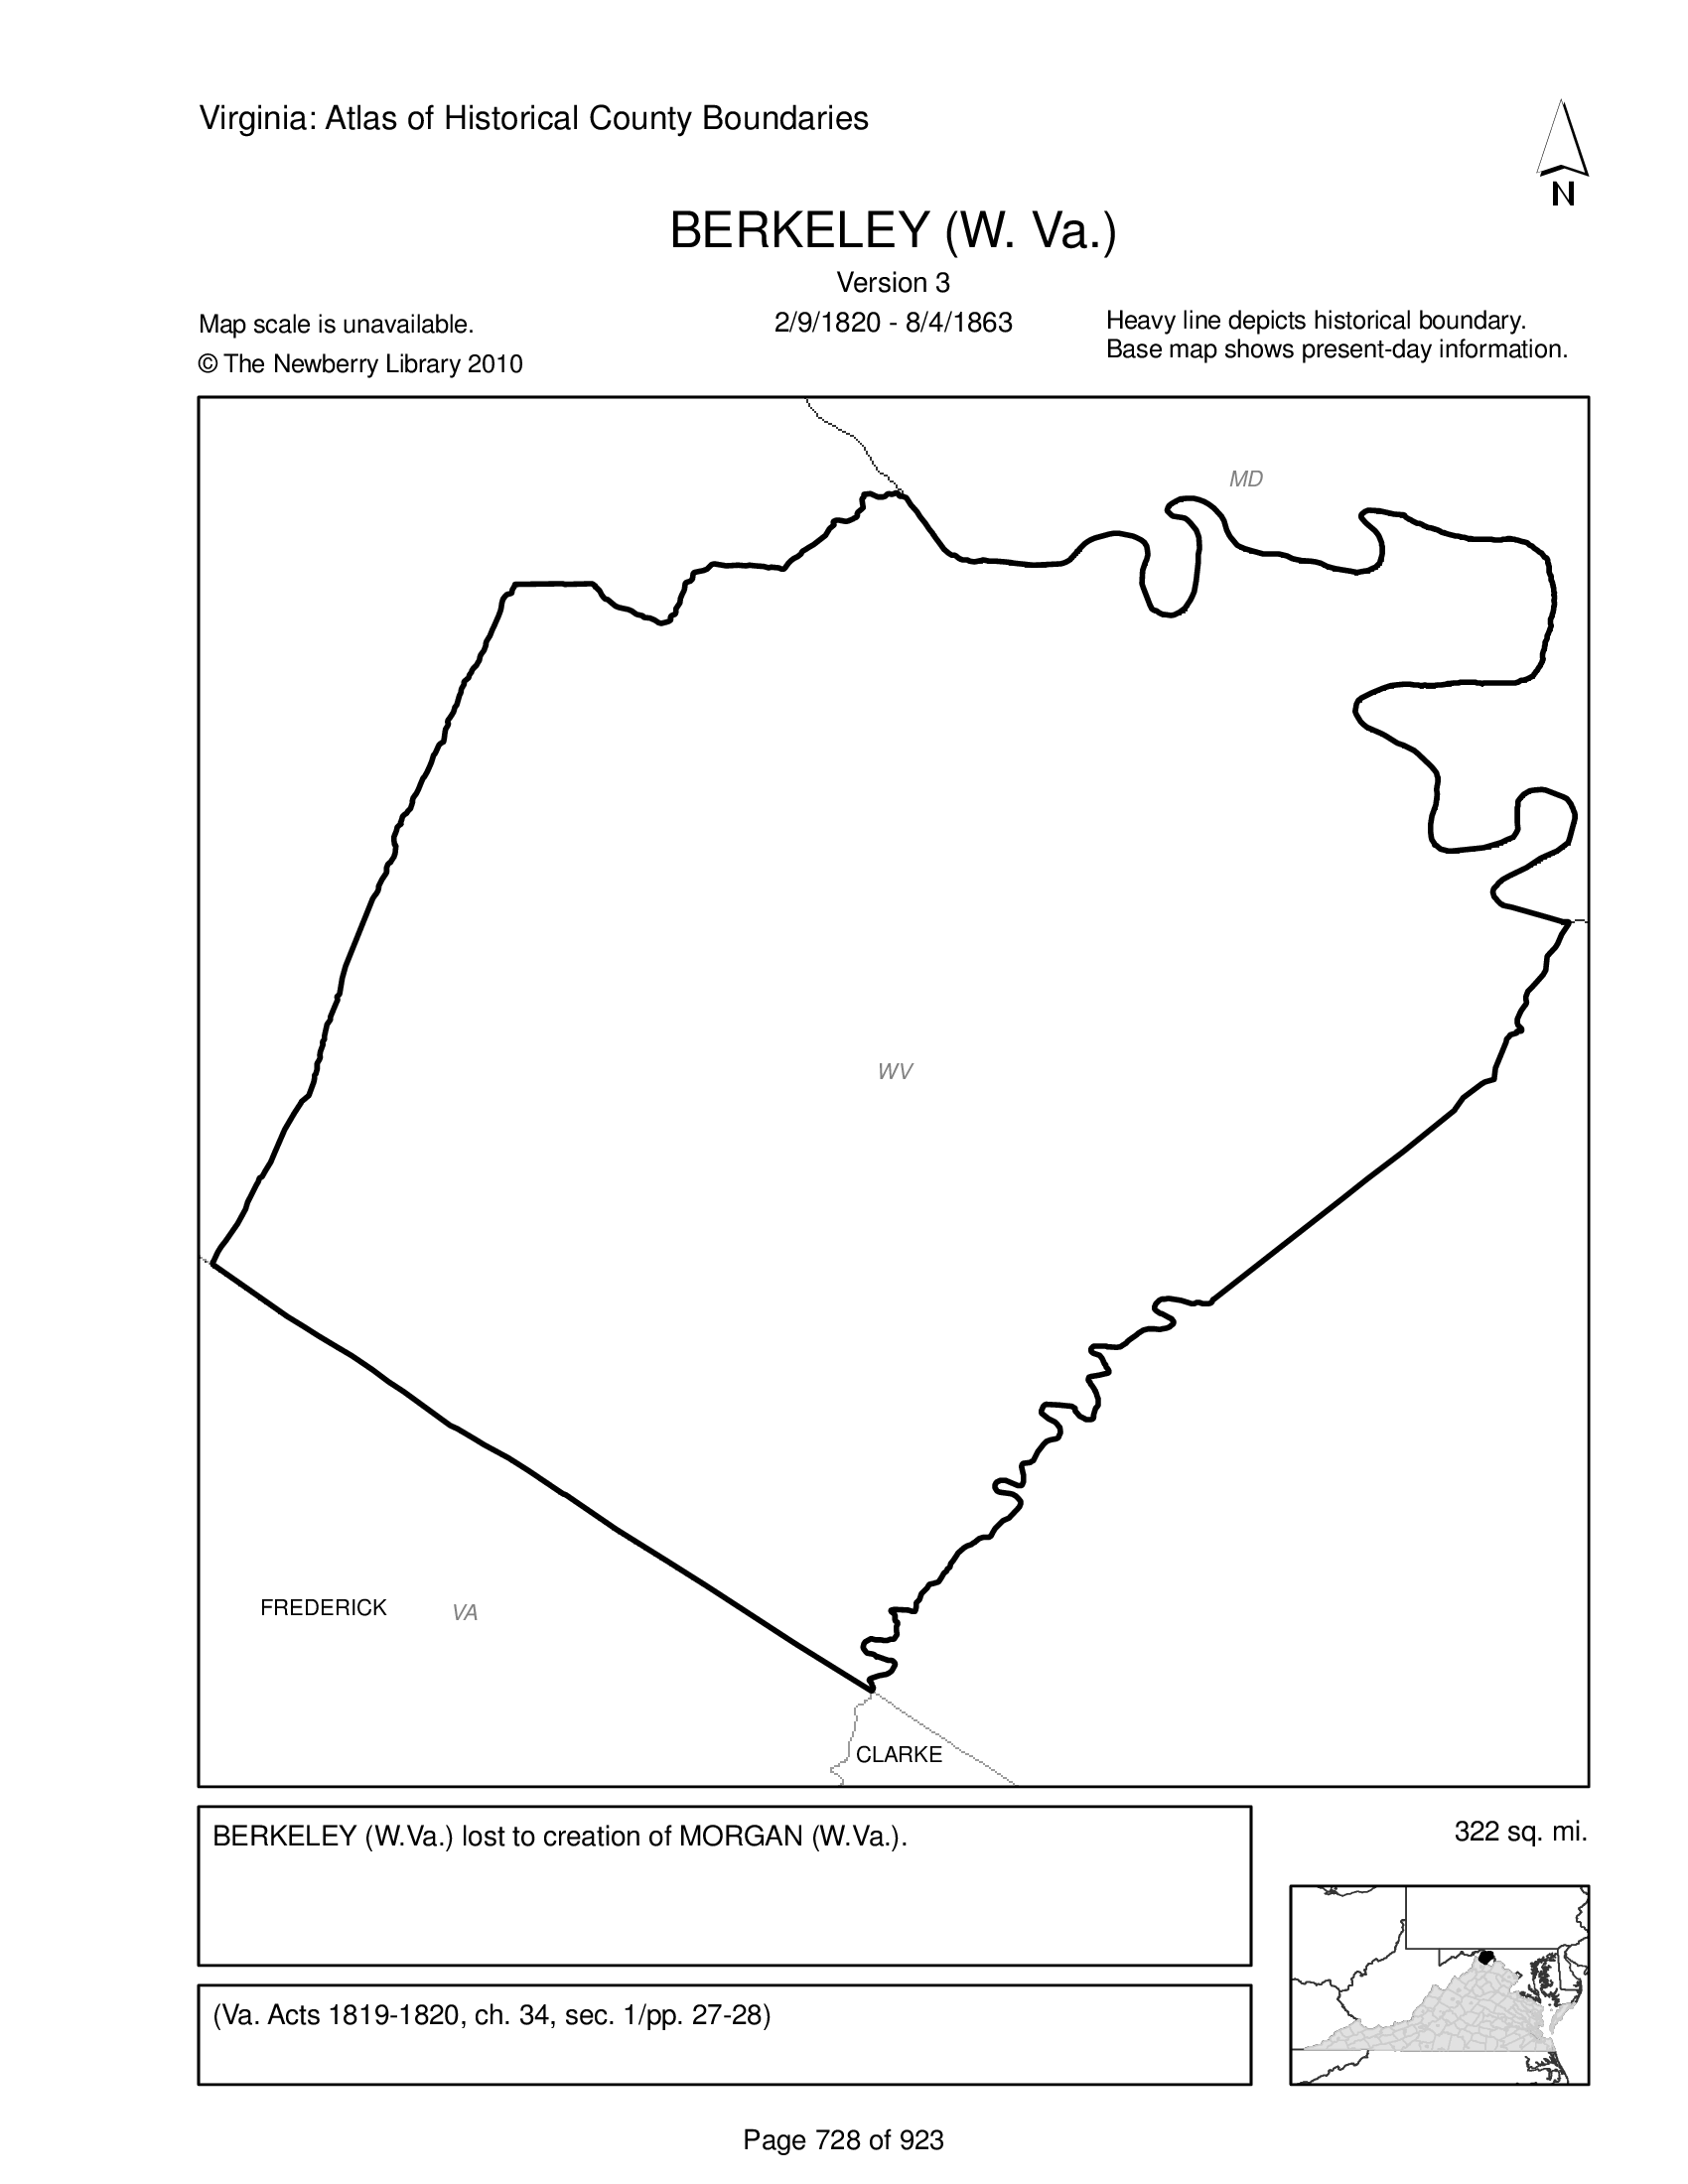 Virginia: Atlas of Historical County Boundaries
N
BERKELEY (W. Va.)
Version 3
2/9/1820 - 8/4/1863
Map scale is unavailable.
© The Newberry Library 2010
Heavy line depicts historical boundary.
Base map shows present-day information.
MD
WV
FREDERICK
VA
CLARKE
BERKELEY (W.Va.) lost to creation of MORGAN (W.Va.).
322 sq. mi.
(Va. Acts 1819-1820, ch. 34, sec. 1/pp. 27-28)
Page 728 of 923